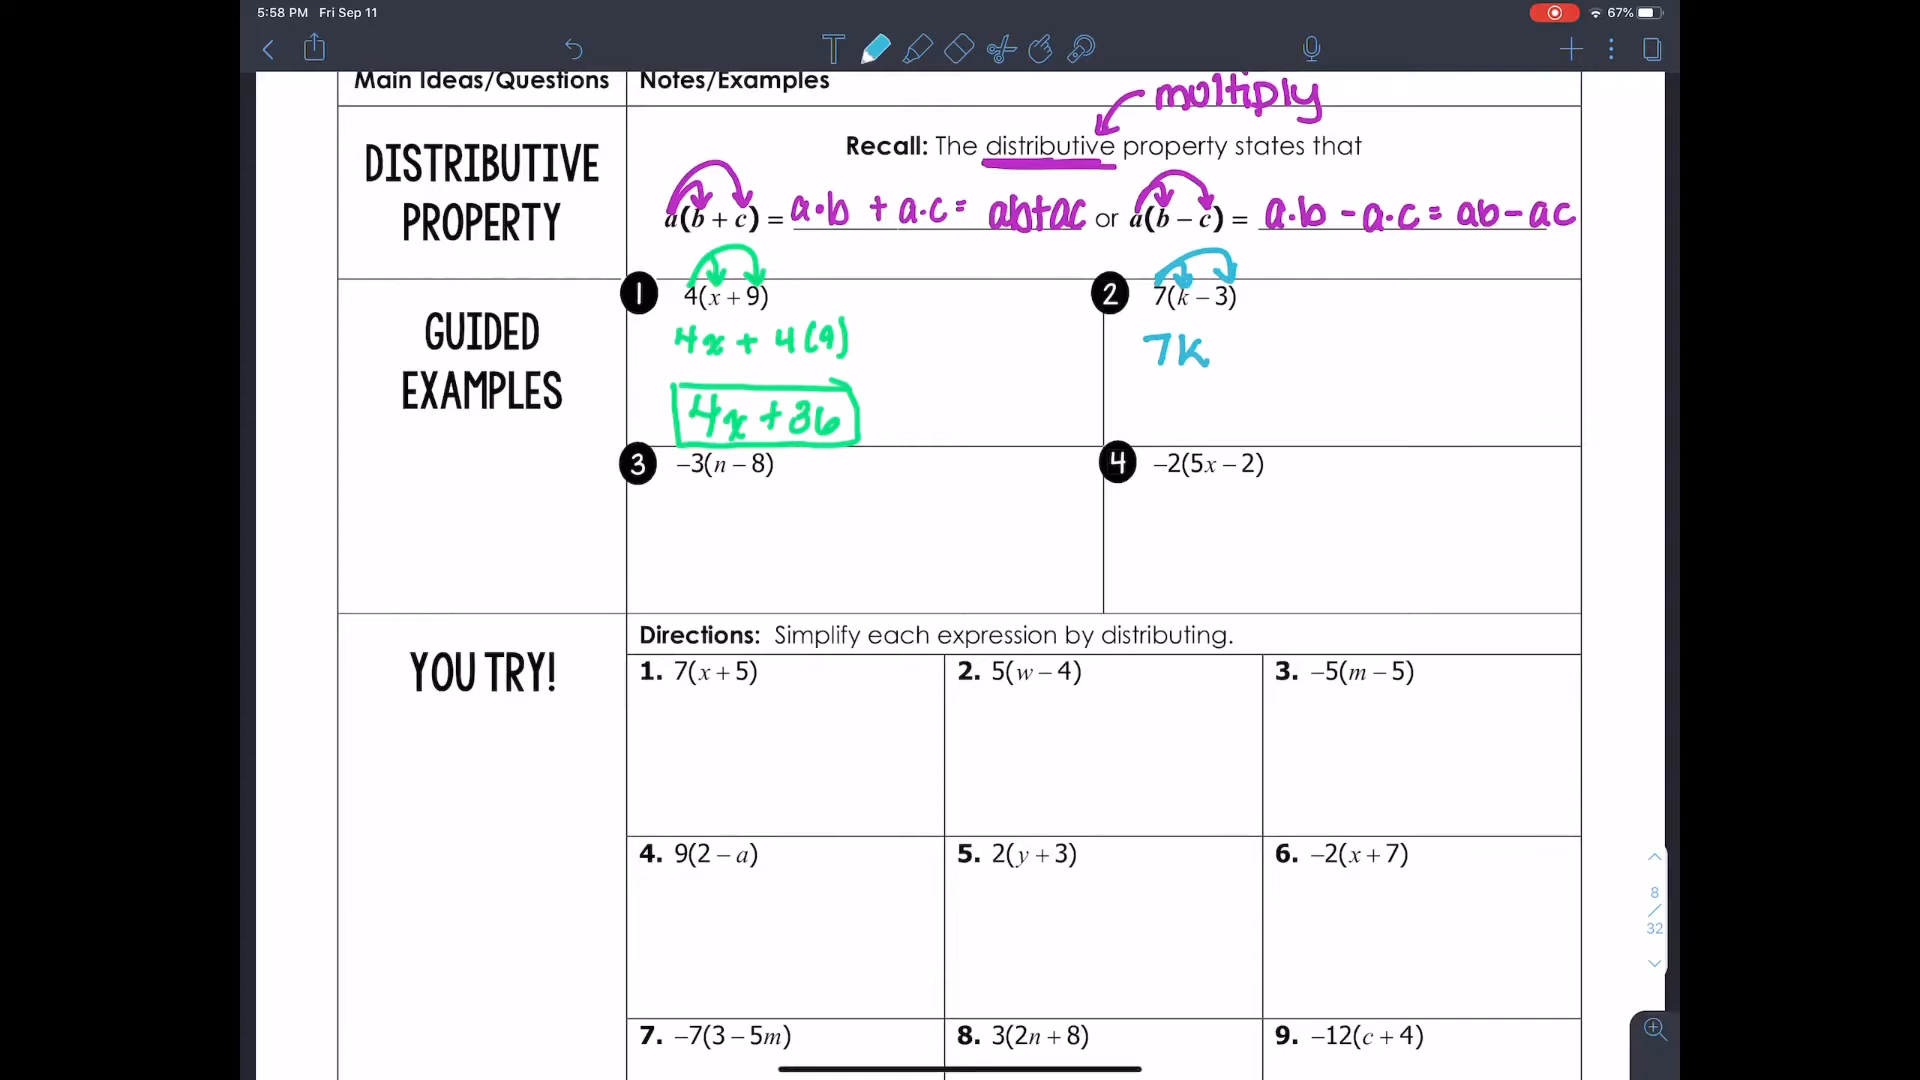 5:58 PM Fri Sep 11
67%
Main Ideas/Questions
Notes/Examples
multiply
DISTRIBUTIVE
PROPERTY
Recall: The distributive property states that
a(b + c) = a·b + a·c = ab+ac or a(b − c) = a·b − a·c = ab − ac
GUIDED
EXAMPLES
1 4(x + 9)
4x + 4(9)
4x + 36
2 7(k − 3)
7k
3 −3(n − 8)
4 −2(5x − 2)
YOU TRY!
Directions: Simplify each expression by distributing.
1. 7(x + 5)
2. 5(w − 4)
3. −5(m − 5)
4. 9(2 − a)
5. 2(y + 3)
6. −2(x + 7)
7. −7(3 − 5m)
8. 3(2n + 8)
9. −12(c + 4)
8
/
32